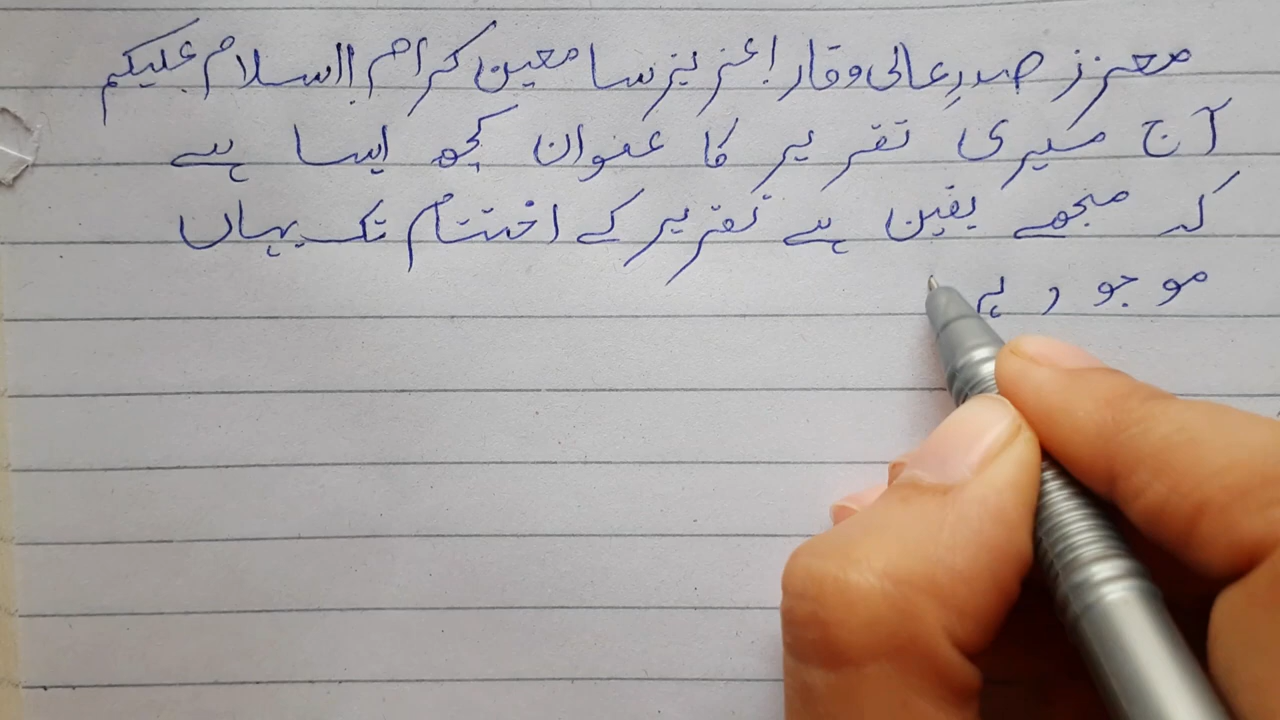 معزز صدرِ عالی وقار! عزیز سامعین کرام! السلام علیکم
آج میری تقریر کا عنوان کچھ ایسا ہے
کہ مجھے یقین ہے تقریر کے اختتام تک یہاں
موجود ہر